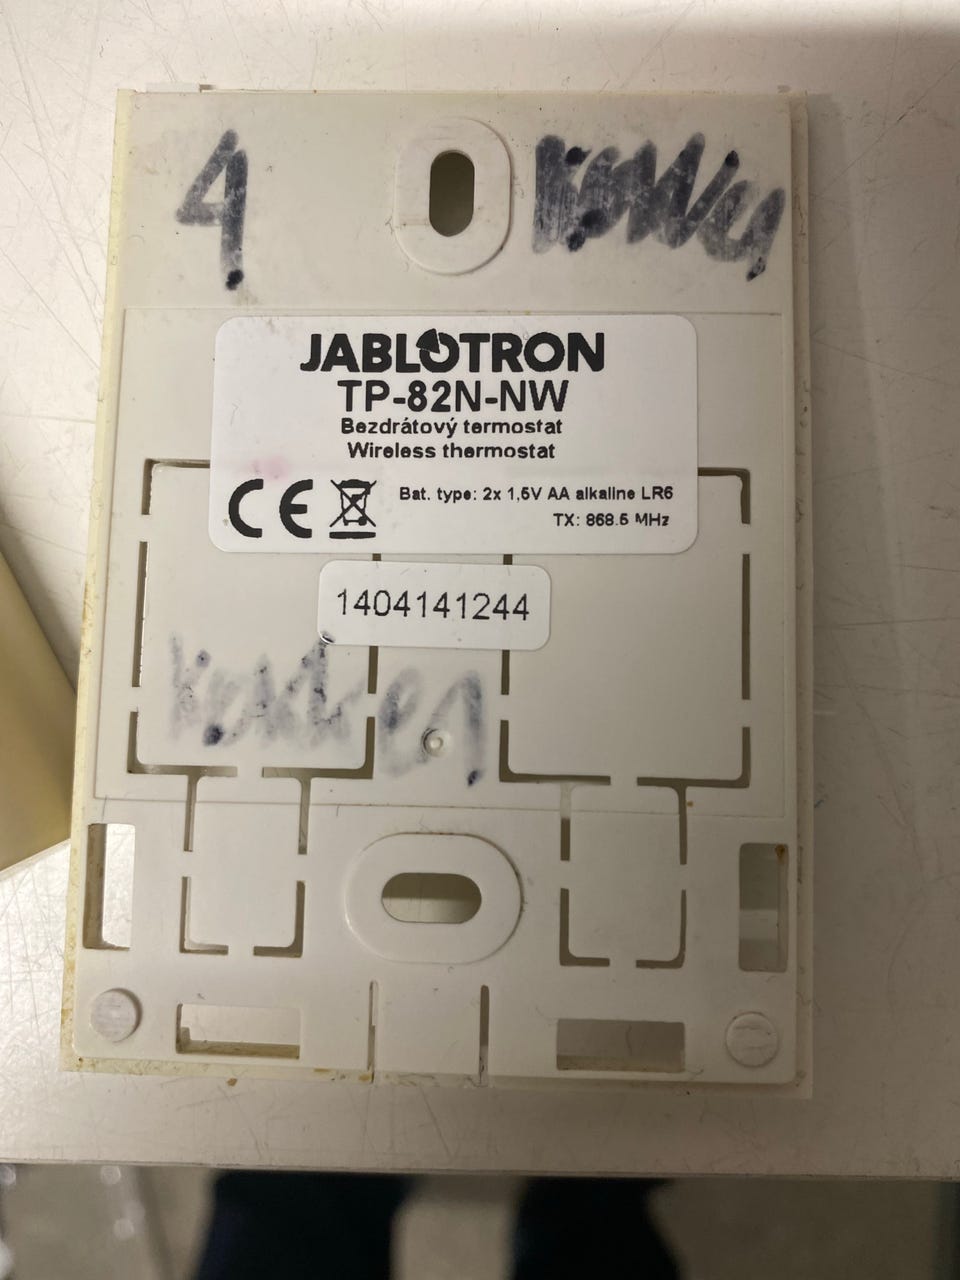 4
JABLOTRON
TP-82N-NW
Bezdrátový termostat
Wireless thermostat
CE
Bat. type: 2x 1,5V AA alkaline LR6
TX: 868.5 MHz
1404141244